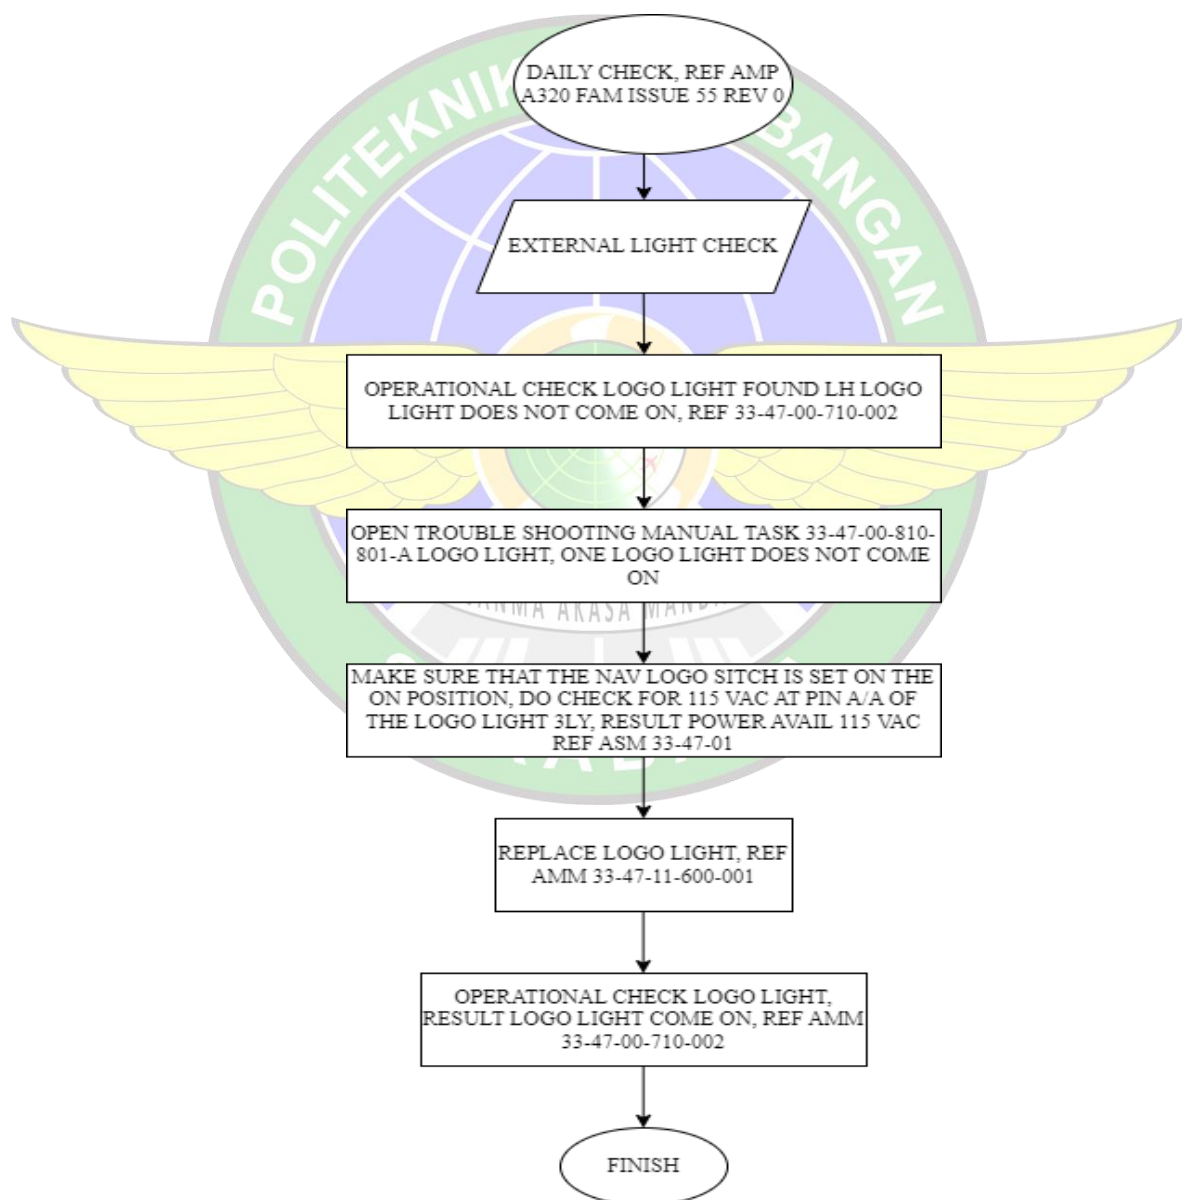 POLITEKNIK
BANGAN
DAILY CHECK, REF AMP
A320 FAM ISSUE 55 REV 0
EXTERNAL LIGHT CHECK
OPERATIONAL CHECK LOGO LIGHT FOUND LH LOGO
LIGHT DOES NOT COME ON, REF 33-47-00-710-002
OPEN TROUBLE SHOOTING MANUAL TASK 33-47-00-810-
801-A LOGO LIGHT, ONE LOGO LIGHT DOES NOT COME
ON
AKASA
MAKE SURE THAT THE NAV LOGO SITCH IS SET ON THE
ON POSITION, DO CHECK FOR 115 VAC AT PIN A/A OF
THE LOGO LIGHT 3LY, RESULT POWER AVAIL 115 VAC
REF ASM 33-47-01
REPLACE LOGO LIGHT, REF
AMM 33-47-11-600-001
OPERATIONAL CHECK LOGO LIGHT,
RESULT LOGO LIGHT COME ON, REF AMM
33-47-00-710-002
FINISH